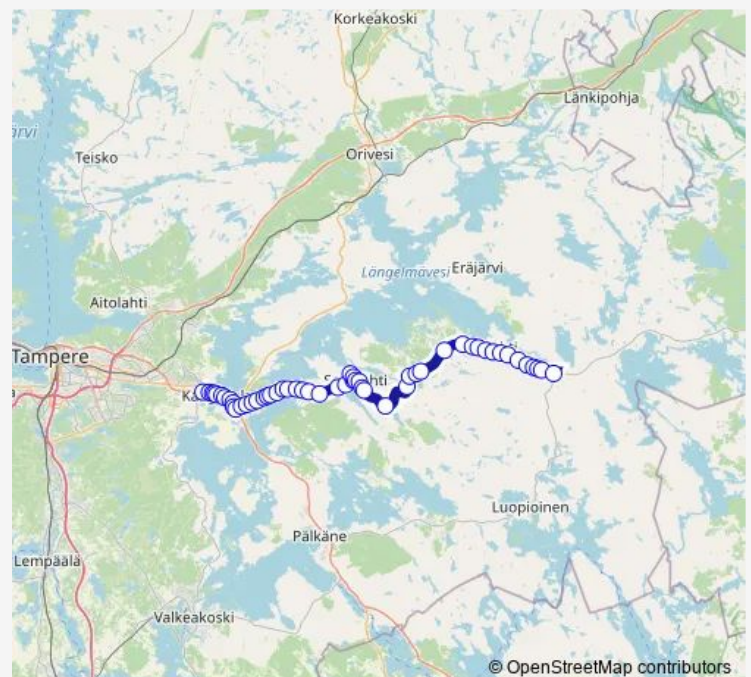 Korkeakoski
Länkipohja
Orivesi
Teisko
Längelmävesi
Eräjärvi
Aitolahti
Tampere
Luopioinen
Pälkäne
Lempäälä
Valkeakoski
© OpenStreetMap contributors